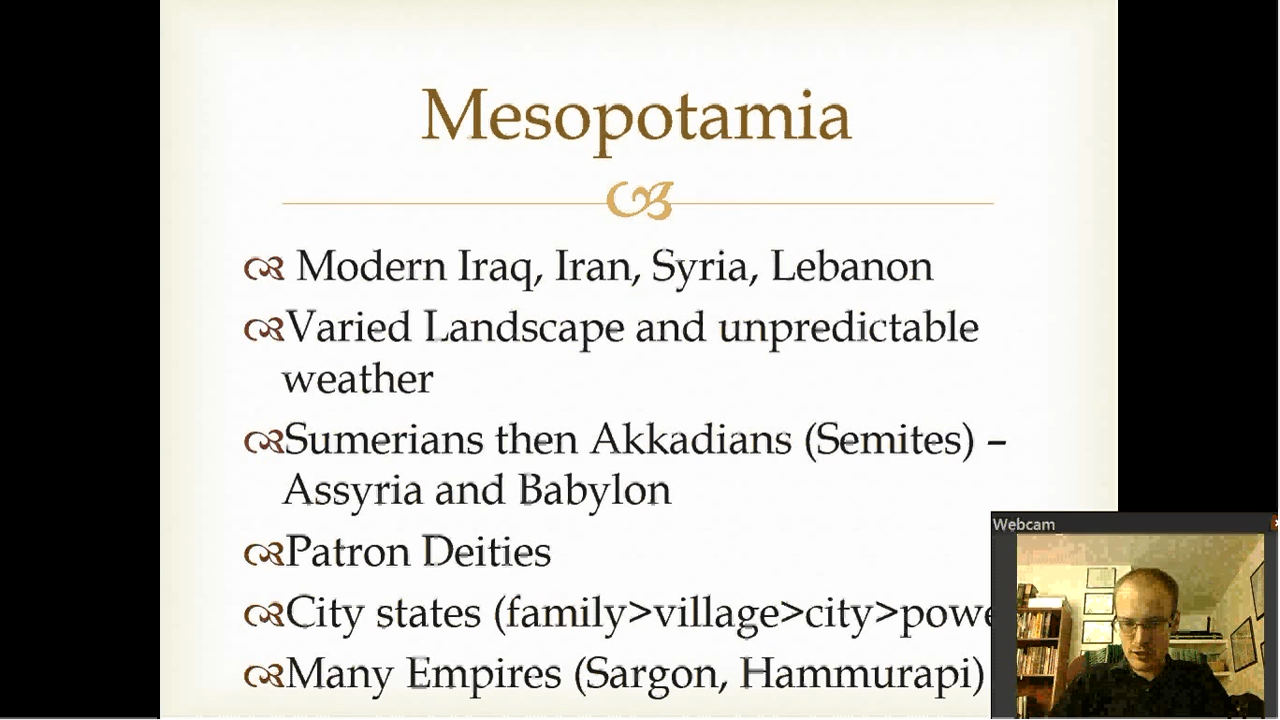 Mesopotamia
Modern Iraq, Iran, Syria, Lebanon
Varied Landscape and unpredictable
weather
Sumerians then Akkadians (Semites) –
Assyria and Babylon
Patron Deities
City states (family>village>city>powe
Many Empires (Sargon, Hammurapi)
Webcam